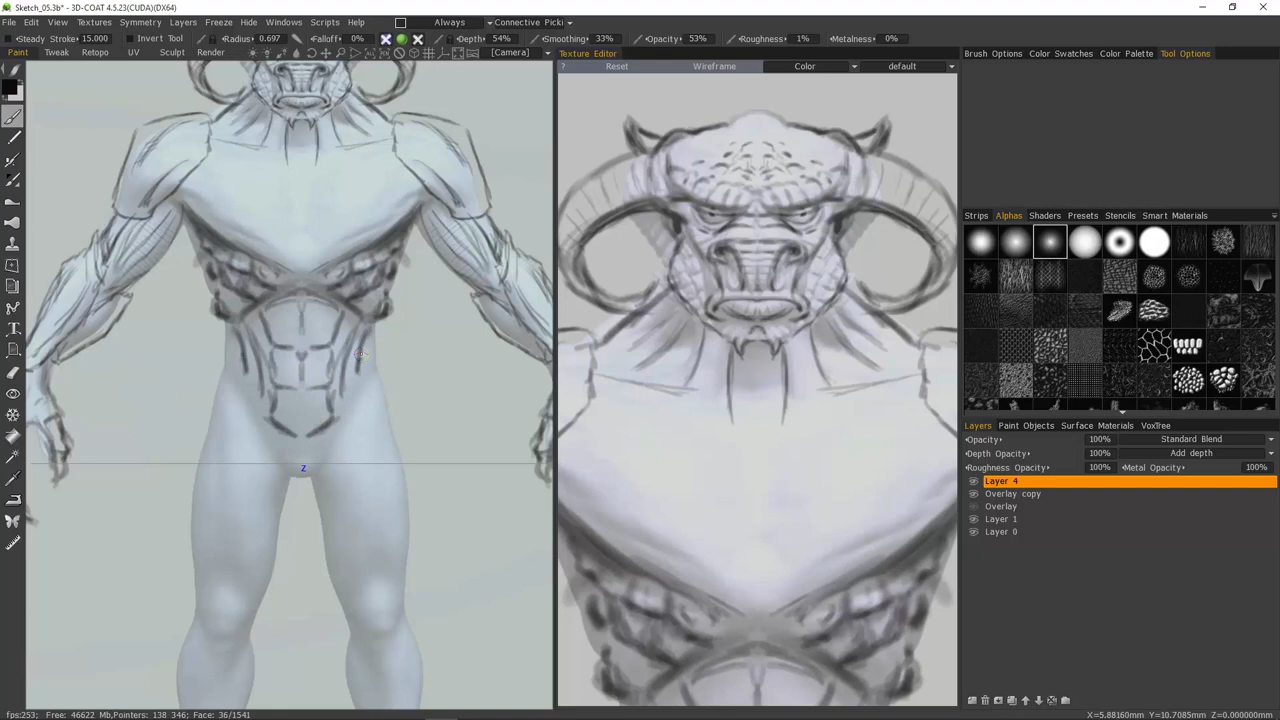 Sketch_05.3b* - 3D-COAT 4.5.23(CUDA)(DX64)
File Edit View Textures Symmetry Layers Freeze Hide Windows Scripts Help Always Connective Picki
Steady Stroke 15.000 Invert Tool Radius 0.697 Falloff 0% Depth 54% Smoothing 33% Opacity 53% Roughness 1% Metalness 0%
Paint Tweak Retopo UV Sculpt Render [Camera] Texture Editor Brush Options Color Swatches Color Palette Tool Options
? Reset Wireframe Color default
Strips Alphas Shaders Presets Stencils Smart Materials
Layers Paint Objects Surface Materials VoxTree
Opacity 100% Standard Blend
Depth Opacity 100% Add depth
Roughness Opacity 100% Metal Opacity 100%
Layer 4
Overlay copy
Overlay
Layer 1
Layer 0
Z
fps:253; Free: 46622 MB,Pointers: 138 346; Face: 36/1541 X=5.88160mm Y=10.7085mm Z=0.000000mm